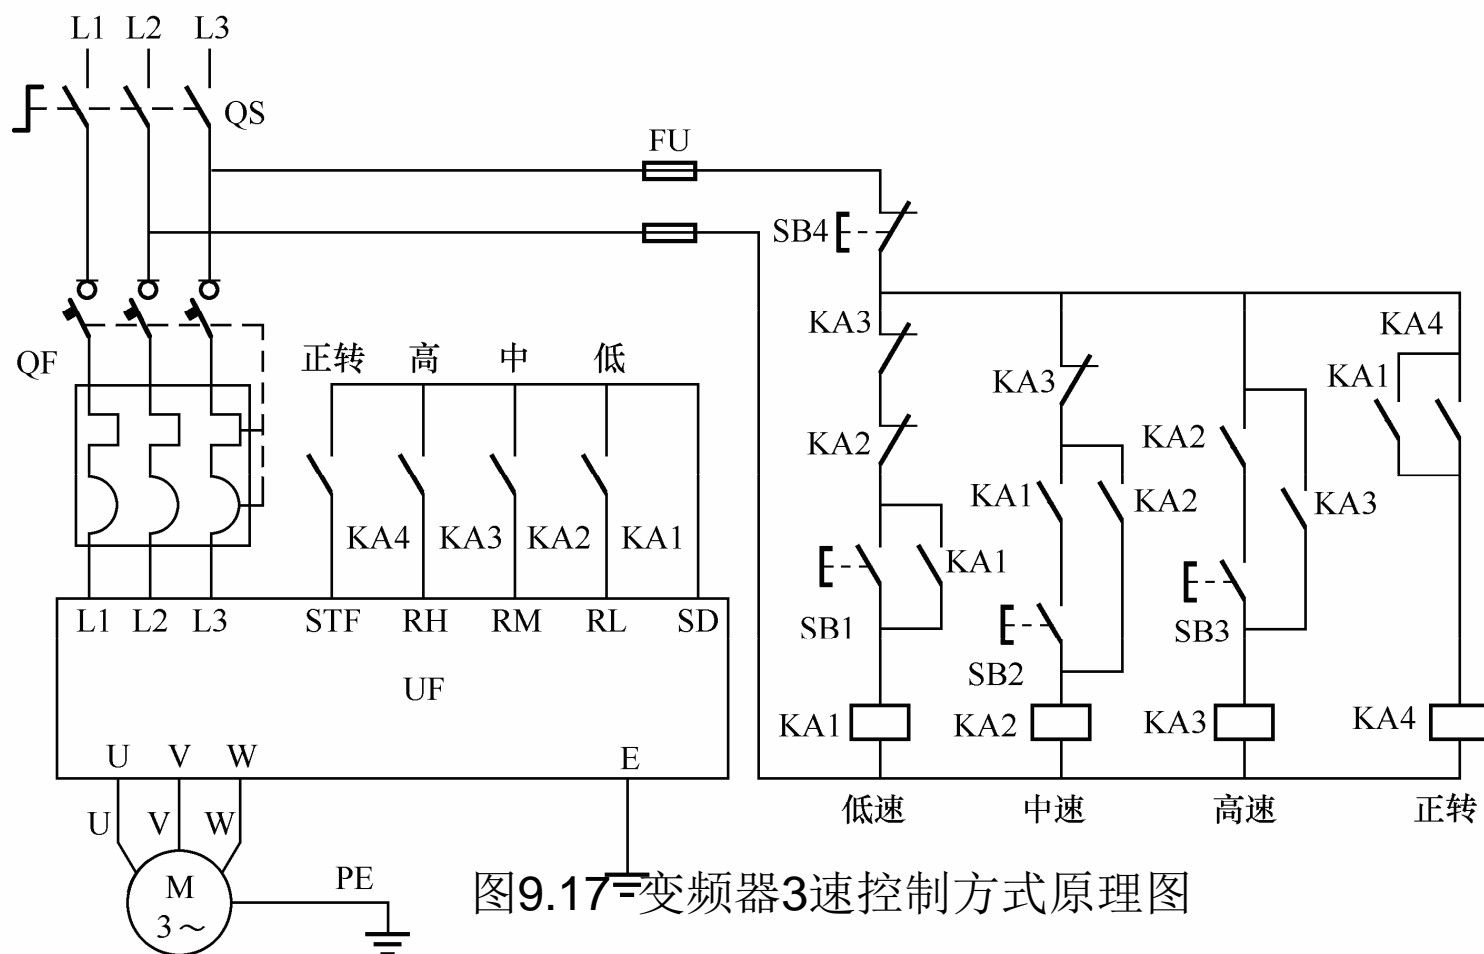 L1 L2 L3
QS
FU
SB4
KA3
KA4
QF
正转 高 中 低
KA3
KA1
KA2
KA2
KA1
KA2
KA3
KA4 KA3 KA2 KA1
KA1
SB1
SB2
SB3
L1 L2 L3 STF RH RM RL SD
UF
KA1
KA2
KA3
KA4
U V W E
低速 中速 高速 正转
U V W
M
3～
PE
图9.17 变频器3速控制方式原理图